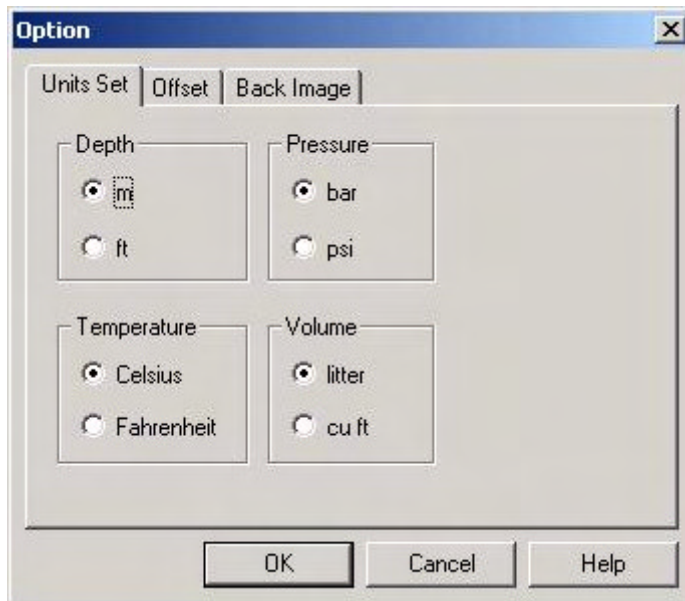 Option
Units Set Offset Back Image
Depth
m
ft
Pressure
bar
psi
Temperature
Celsius
Fahrenheit
Volume
litter
cu ft
OK Cancel Help